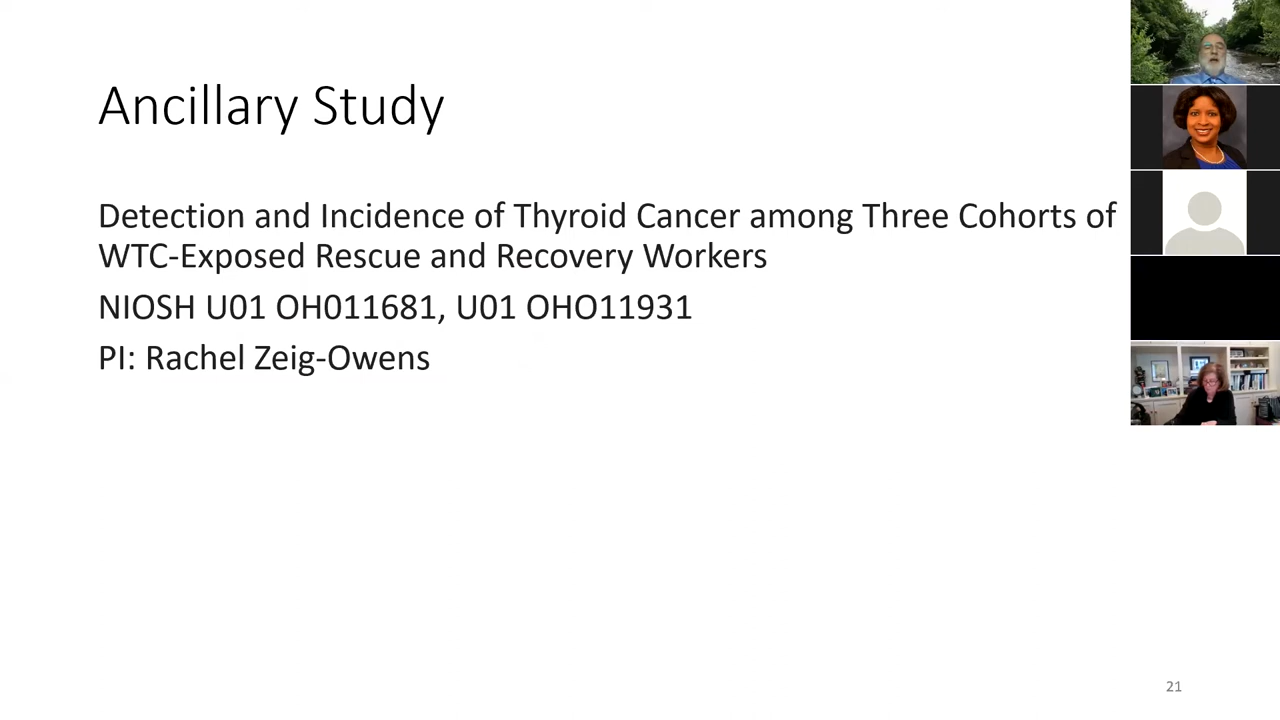 Ancillary Study
Detection and Incidence of Thyroid Cancer among Three Cohorts of
WTC-Exposed Rescue and Recovery Workers
NIOSH U01 OH011681, U01 OHO11931
PI: Rachel Zeig-Owens
21